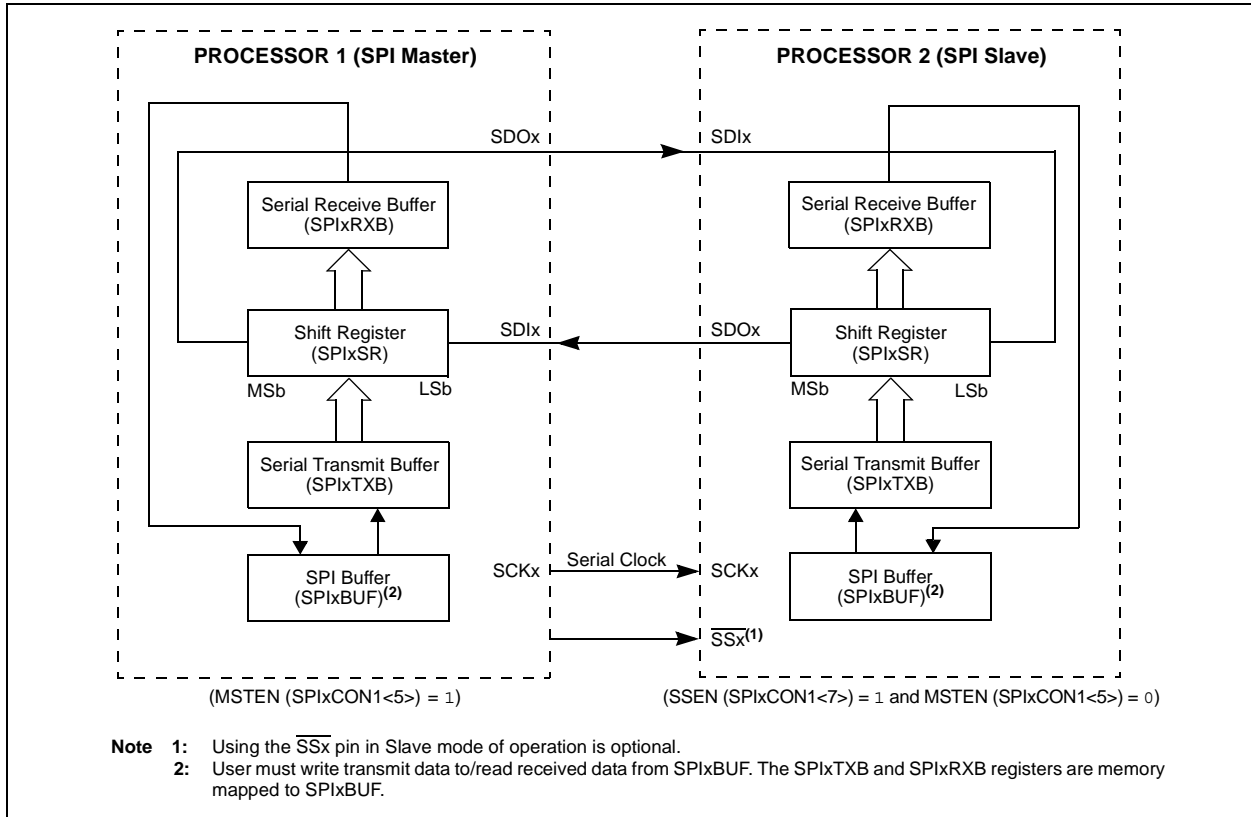 PROCESSOR 1 (SPI Master)
PROCESSOR 2 (SPI Slave)
SDOx
SDIx
Serial Receive Buffer
(SPIxRXB)
Serial Receive Buffer
(SPIxRXB)
Shift Register
(SPIxSR)
SDIx
SDOx
Shift Register
(SPIxSR)
MSb
LSb
MSb
LSb
Serial Transmit Buffer
(SPIxTXB)
Serial Transmit Buffer
(SPIxTXB)
SPI Buffer
(SPIxBUF)(2)
SCKx
Serial Clock
SCKx
SPI Buffer
(SPIxBUF)(2)
SSx(1)
(MSTEN (SPIxCON1<5>) = 1)
(SSEN (SPIxCON1<7>) = 1 and MSTEN (SPIxCON1<5>) = 0)
Note 1: Using the SSx pin in Slave mode of operation is optional.
2: User must write transmit data to/read received data from SPIxBUF. The SPIxTXB and SPIxRXB registers are memory
mapped to SPIxBUF.